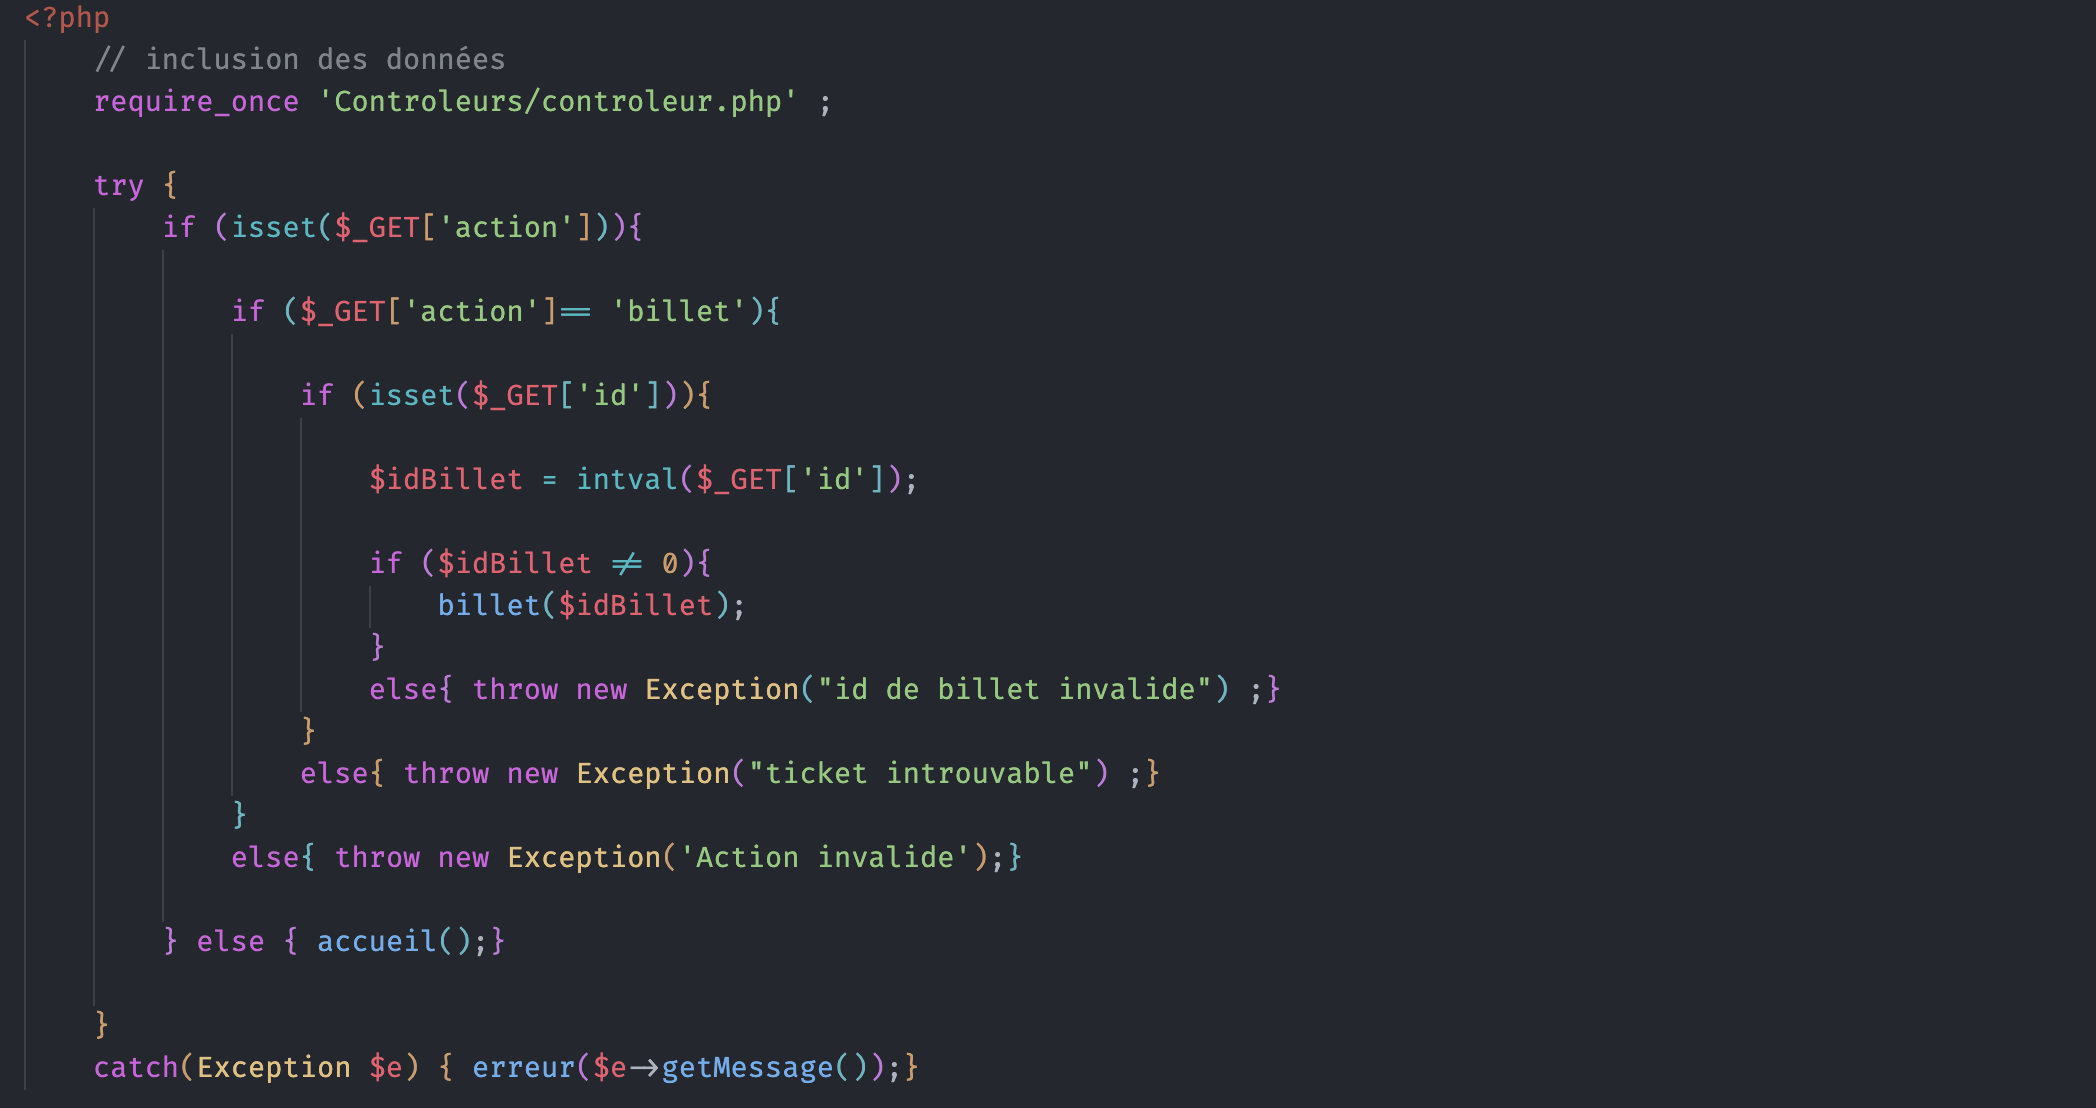 <?php
// inclusion des données
require_once 'Controleurs/controleur.php' ;
try {
if (isset($_GET['action'])){
if ($_GET['action']== 'billet'){
if (isset($_GET['id'])){
$idBillet = intval($_GET['id']);
if ($idBillet != 0){
billet($idBillet);
}
else{ throw new Exception("id de billet invalide") ;}
}
else{ throw new Exception("ticket introuvable") ;}
}
else{ throw new Exception('Action invalide');}
} else { accueil();}
}
catch(Exception $e) { erreur($e->getMessage());}